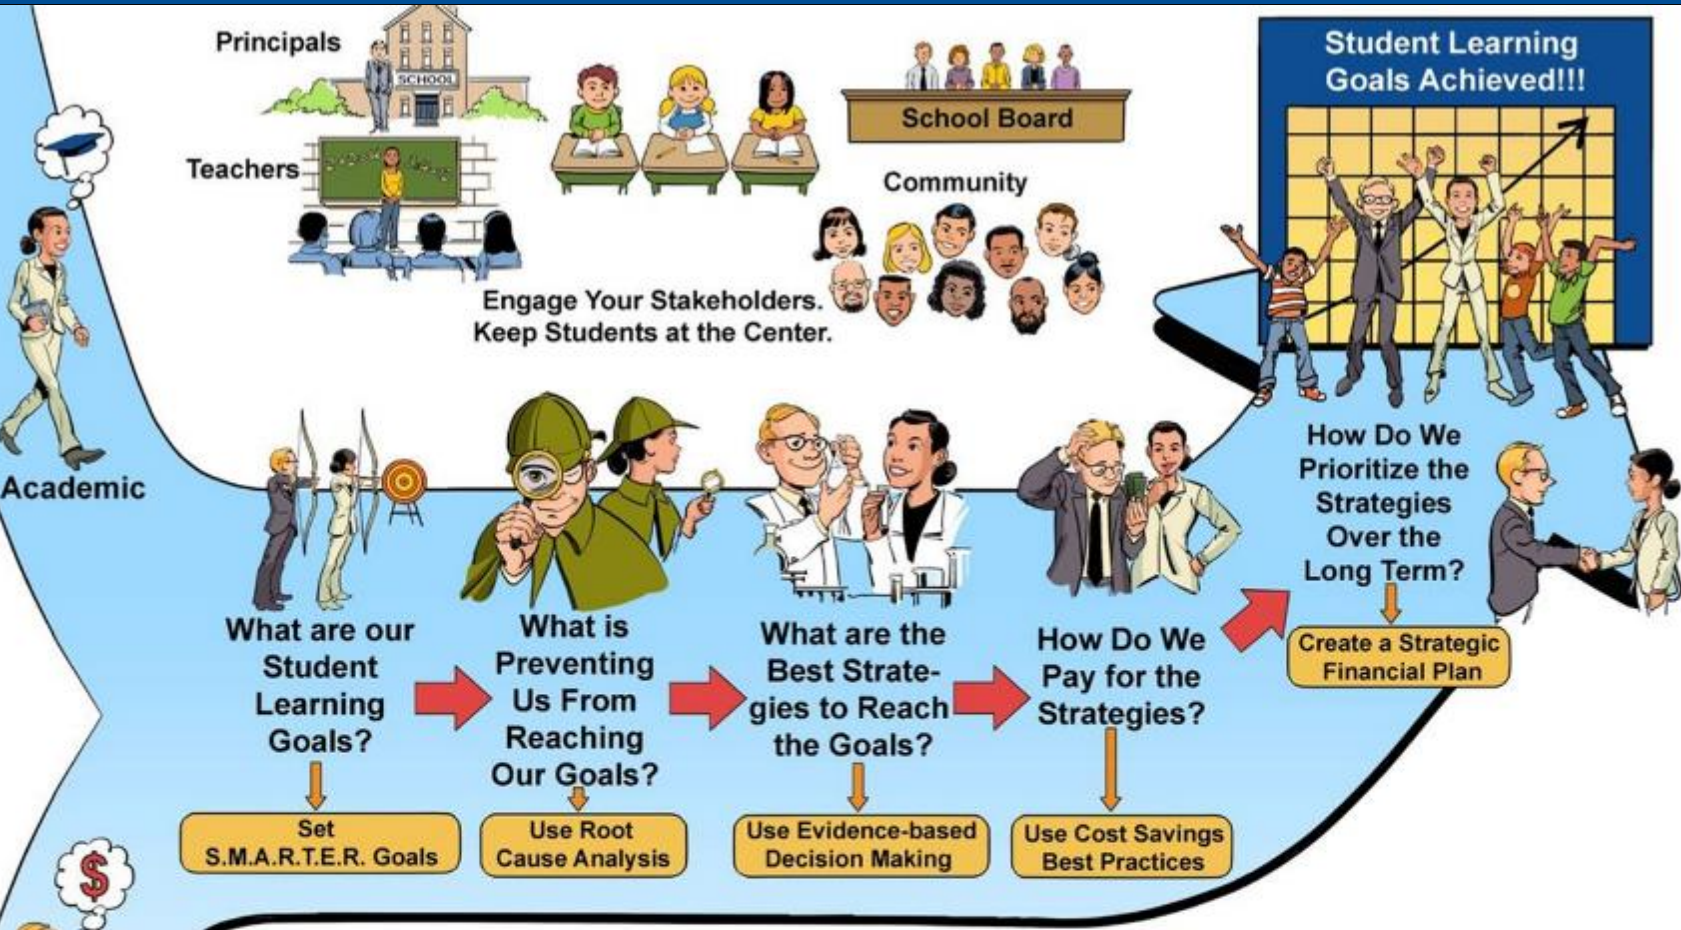 Principals
SCHOOL
Teachers
School Board
Community
Engage Your Stakeholders.
Keep Students at the Center.
Student Learning
Goals Achieved!!!
Academic
What are our
Student
Learning
Goals?
Set
S.M.A.R.T.E.R. Goals
What is
Preventing
Us From
Reaching
Our Goals?
Use Root
Cause Analysis
What are the
Best Strate-
gies to Reach
the Goals?
Use Evidence-based
Decision Making
How Do We
Pay for the
Strategies?
Use Cost Savings
Best Practices
How Do We
Prioritize the
Strategies
Over the
Long Term?
Create a Strategic
Financial Plan
$